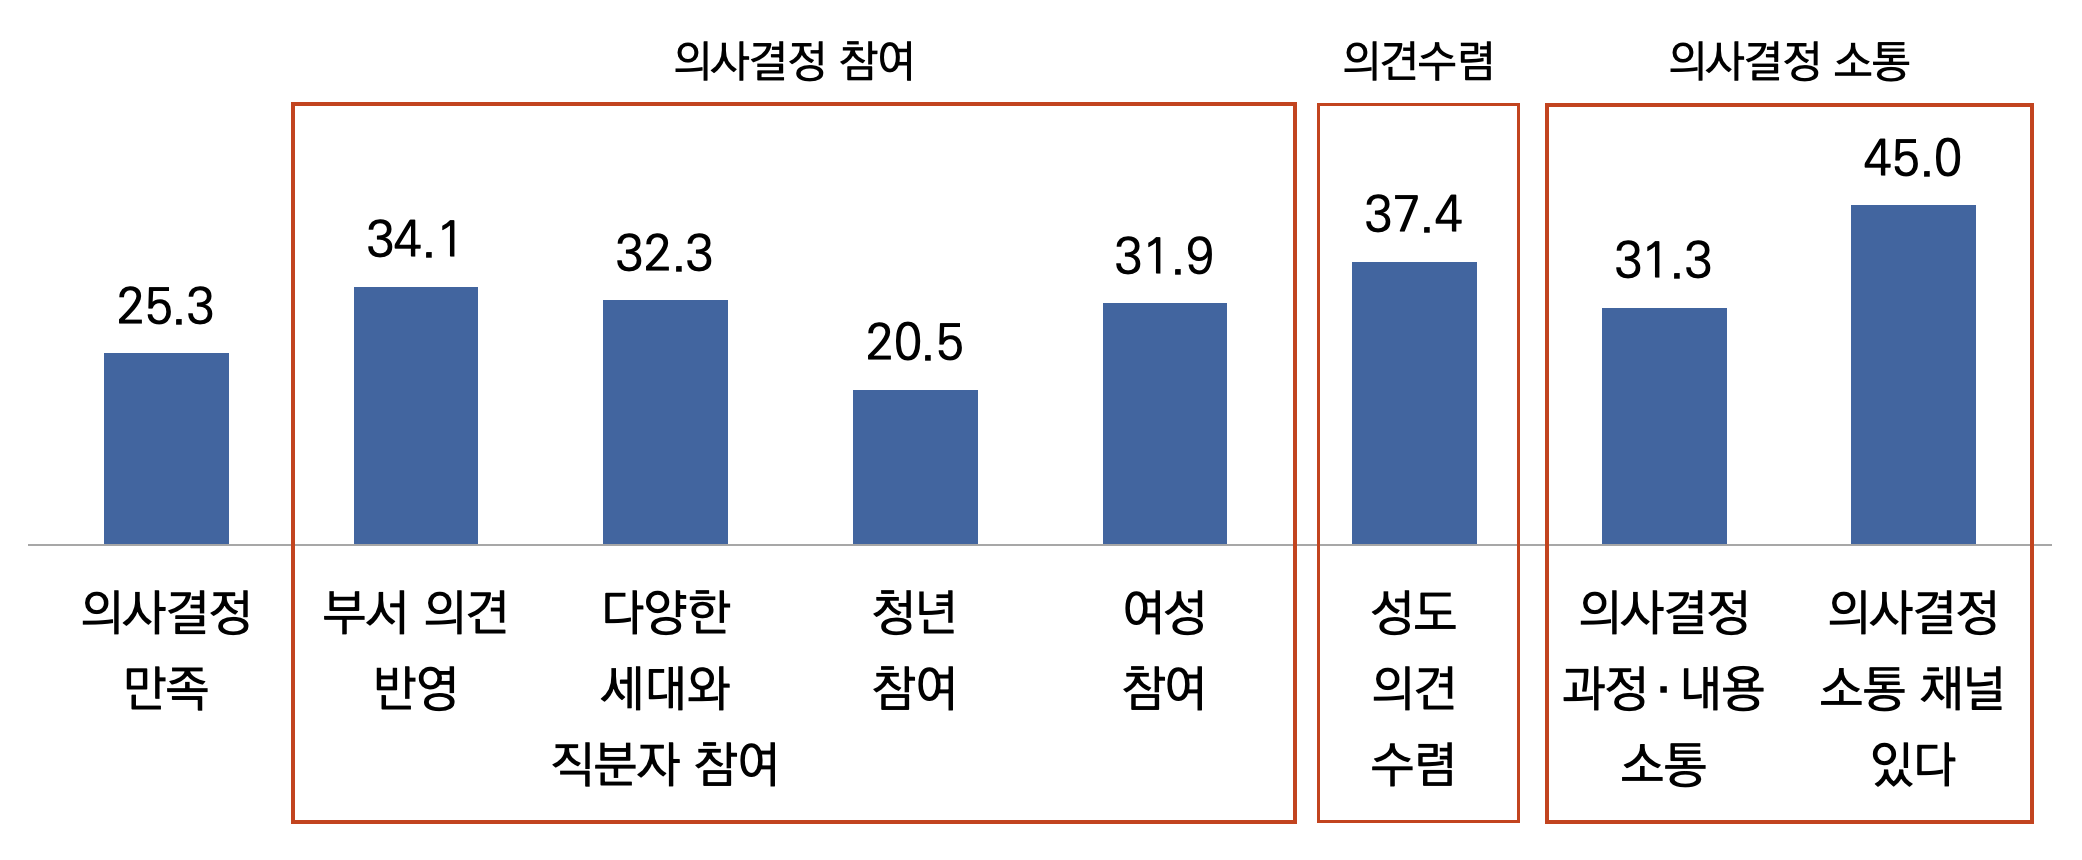 의사결정 참여
의견수렴
의사결정 소통
25.3
34.1
32.3
20.5
31.9
37.4
31.3
45.0
의사결정
만족
부서 의견
반영
다양한
세대와
직분자 참여
청년
참여
여성
참여
성도
의견
수렴
의사결정
과정·내용
소통
의사결정
소통 채널
있다